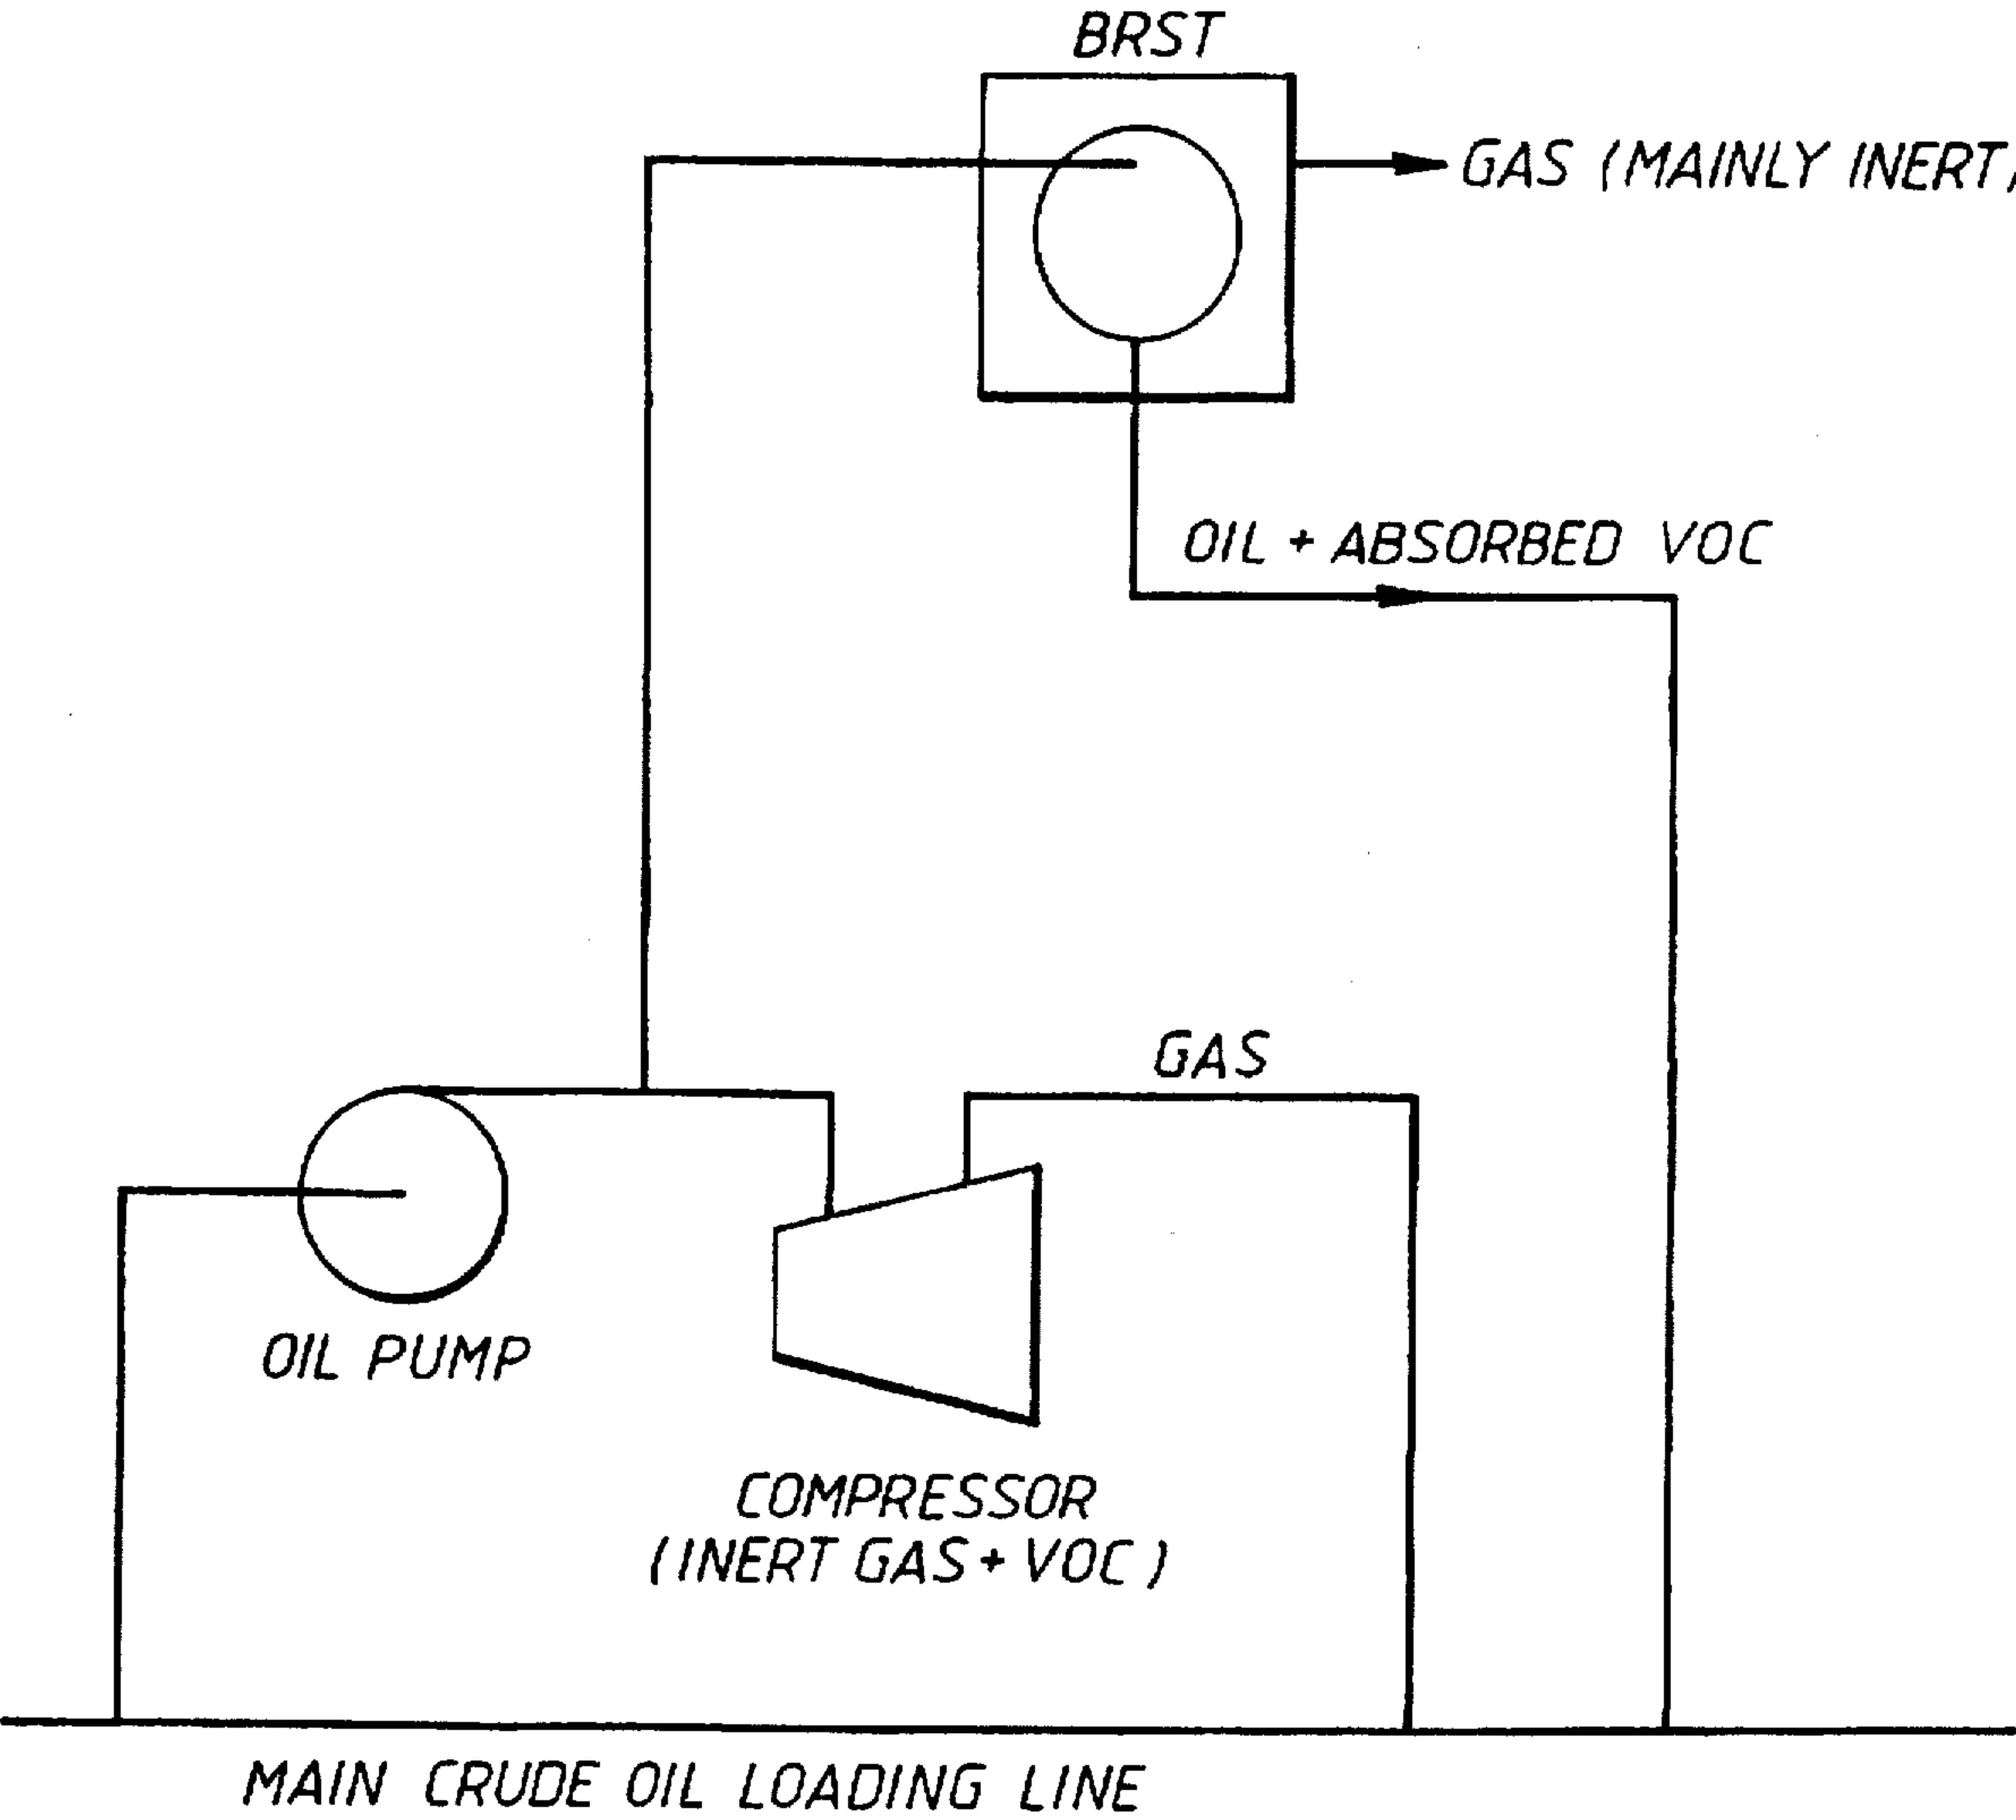 BRST
GAS (MAINLY INERT)
OIL + ABSORBED VOC
GAS
OIL PUMP
COMPRESSOR
(INERT GAS + VOC)
MAIN CRUDE OIL LOADING LINE